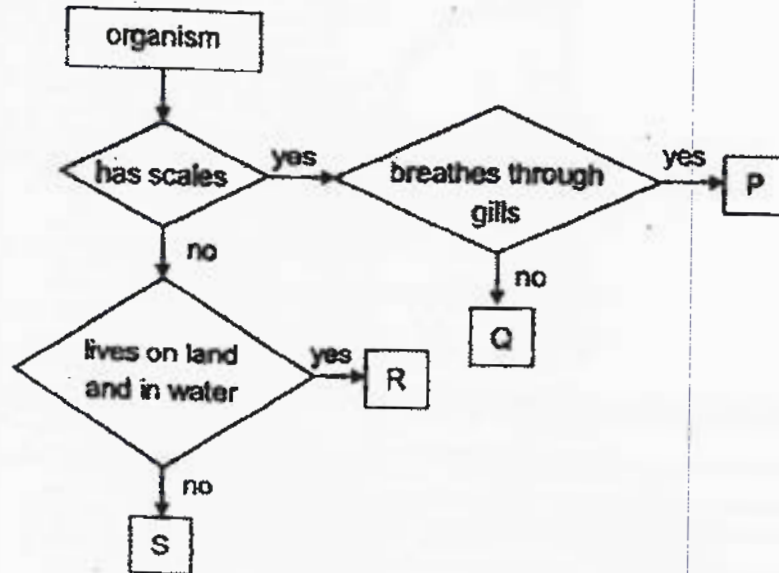 organism
has scales
yes
breathes through
gills
yes
P
no
no
Q
lives on land
and in water
yes
R
no
S